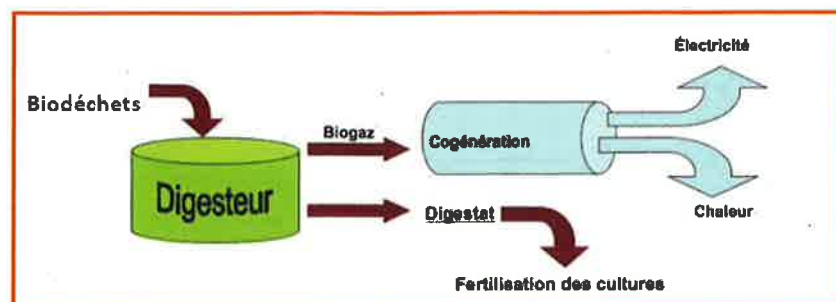 Électricité
Biodéchets
Biogaz
Cogénération
Digesteur
Digestat
Chaleur
Fertilisation des cultures